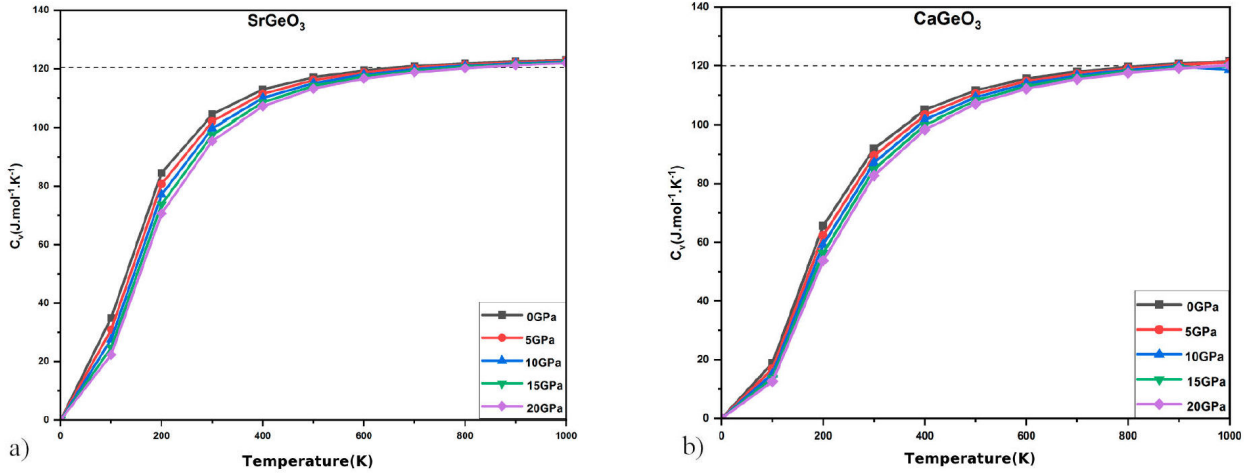 SrGeO₃
140
120
100
80
60
40
20
0
Cᵥ(J.mol⁻¹.K⁻¹)
0 200 400 600 800 1000
Temperature(K)
0GPa
5GPa
10GPa
15GPa
20GPa
a)
CaGeO₃
140
120
100
80
60
40
20
0
Cᵥ(J.mol⁻¹.K⁻¹)
0 200 400 600 800 1000
Temperature(K)
0GPa
5GPa
10GPa
15GPa
20GPa
b)